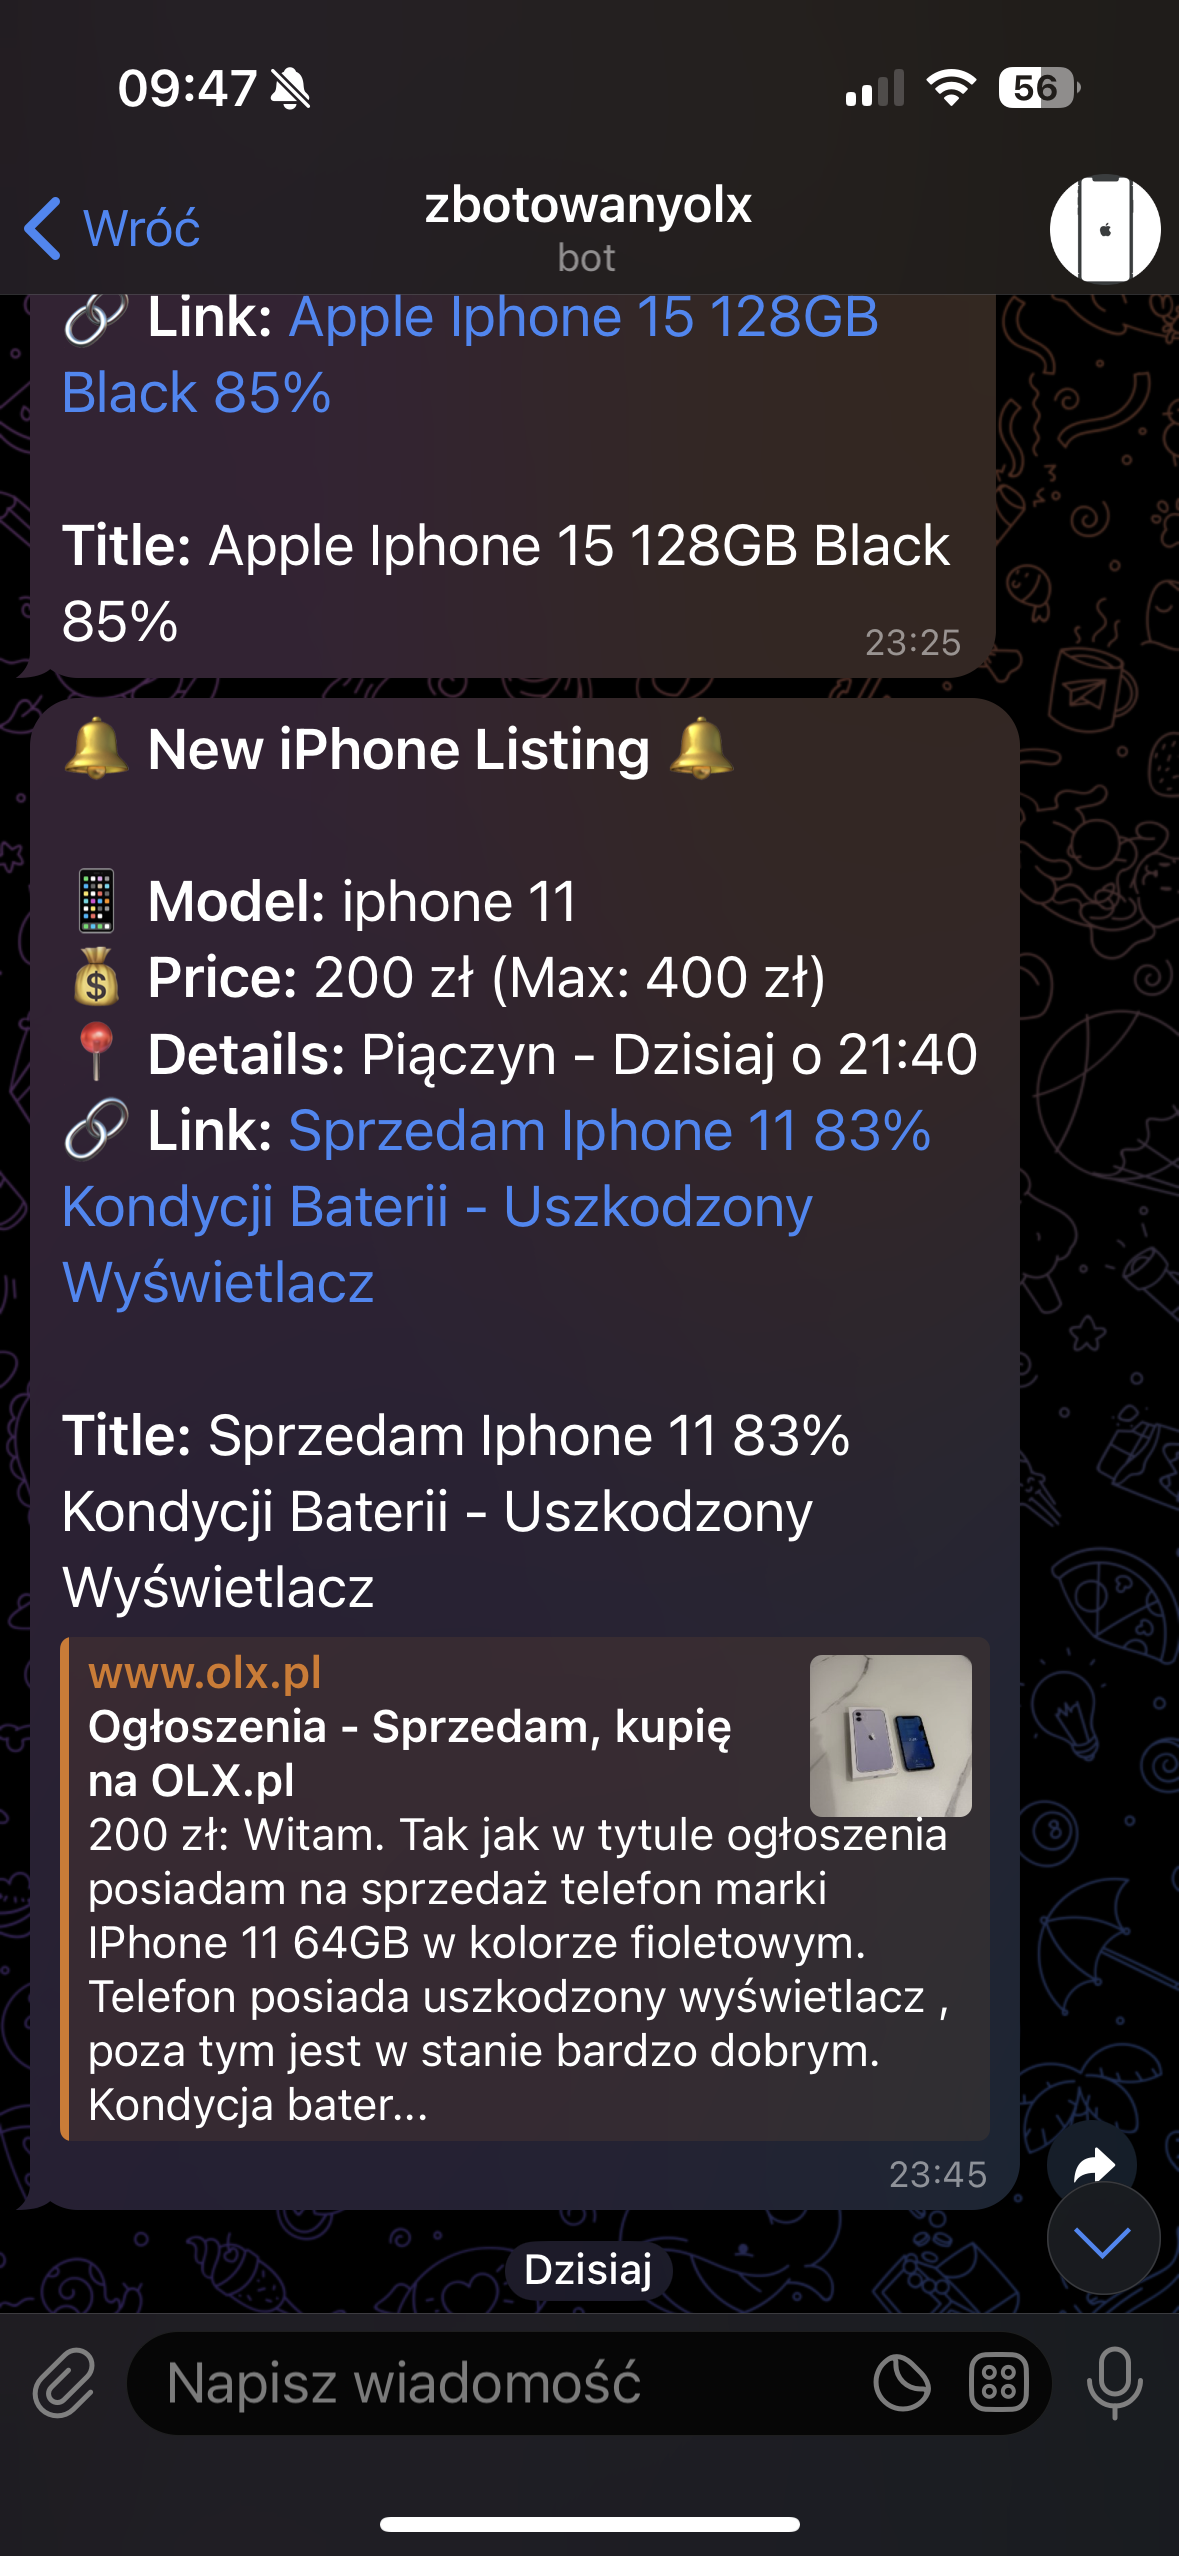 09:47
56
Wróć
zbotowanyolx
bot
Link: Apple Iphone 15 128GB
Black 85%
Title: Apple Iphone 15 128GB Black
85%
23:25
New iPhone Listing
Model: iphone 11
Price: 200 zł (Max: 400 zł)
Details: Piączyn - Dzisiaj o 21:40
Link: Sprzedam Iphone 11 83%
Kondycji Baterii - Uszkodzony
Wyświetlacz
Title: Sprzedam Iphone 11 83%
Kondycji Baterii - Uszkodzony
Wyświetlacz
www.olx.pl
Ogłoszenia - Sprzedam, kupię
na OLX.pl
200 zł: Witam. Tak jak w tytule ogłoszenia
posiadam na sprzedaż telefon marki
IPhone 11 64GB w kolorze fioletowym.
Telefon posiada uszkodzony wyświetlacz ,
poza tym jest w stanie bardzo dobrym.
Kondycja bater...
23:45
Dzisiaj
Napisz wiadomość